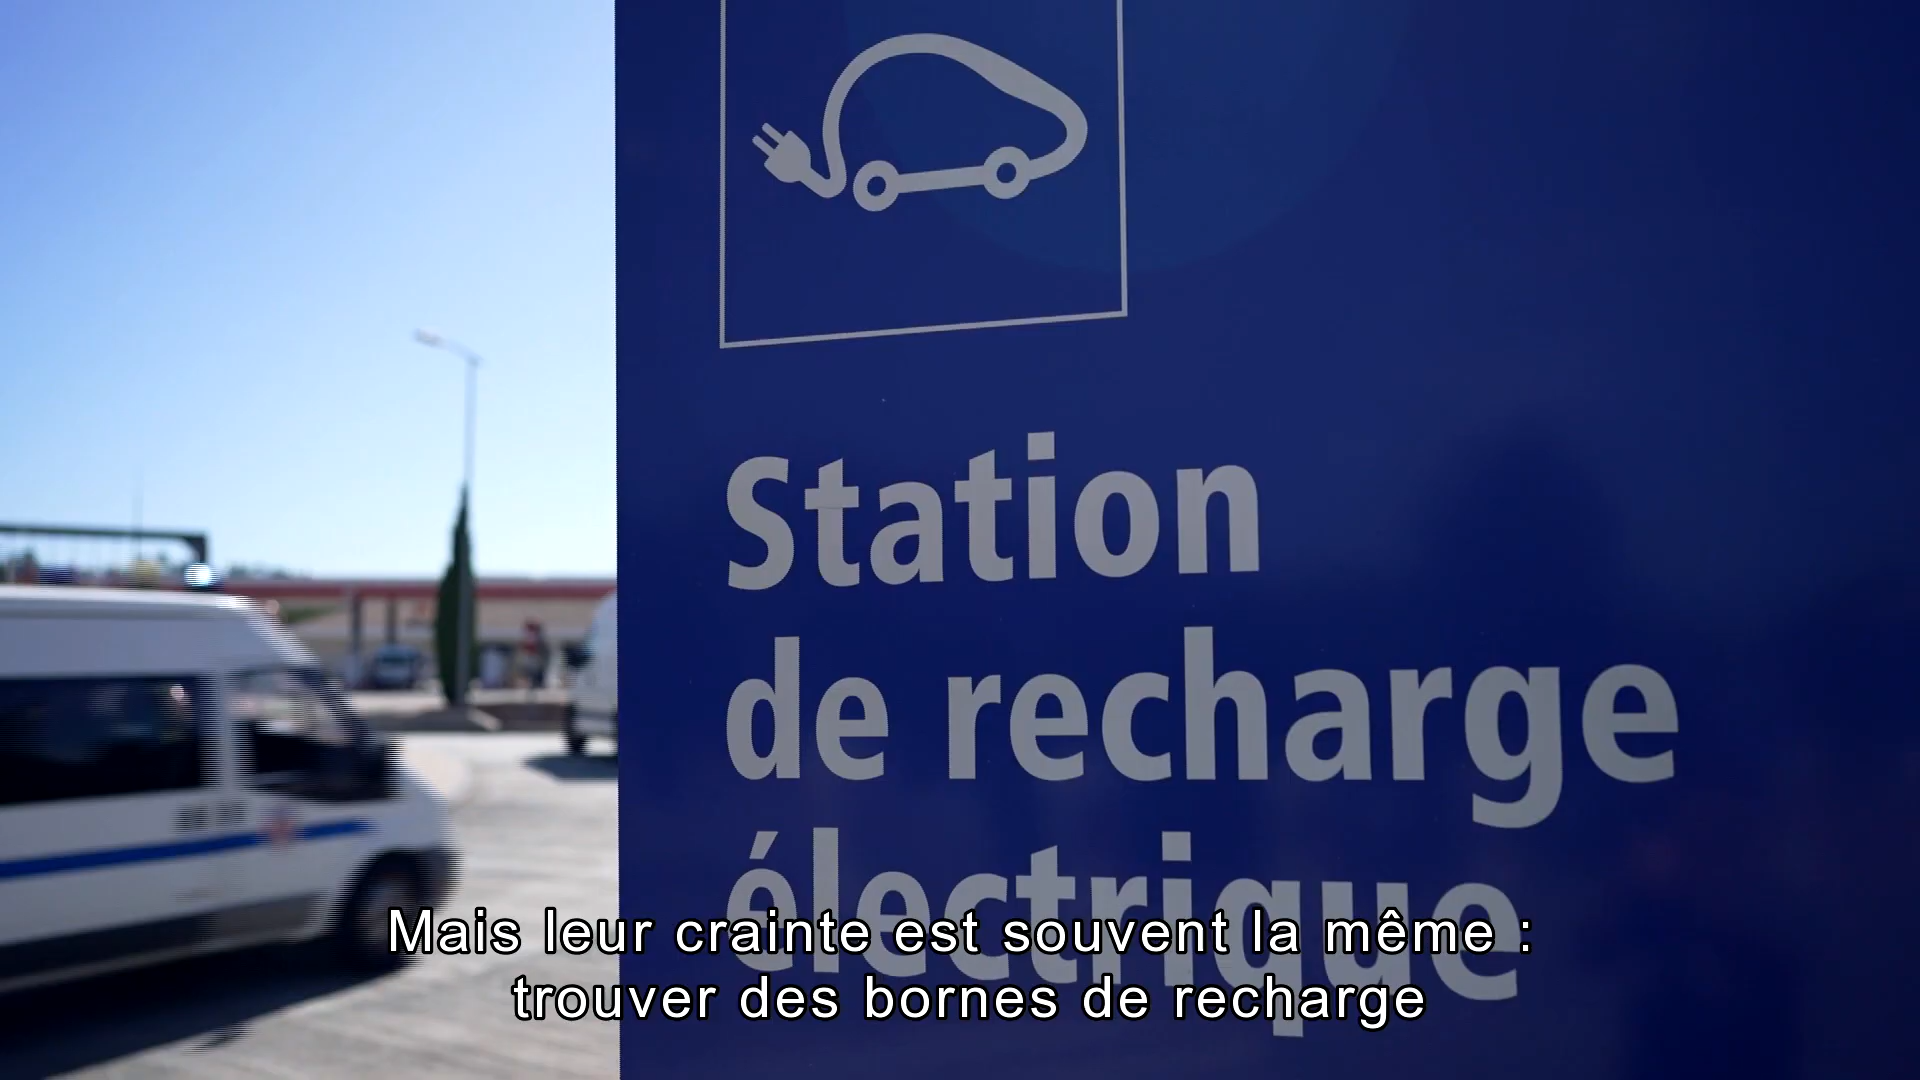 Station
de recharge
électrique
Mais leur crainte est souvent la même :
trouver des bornes de recharge